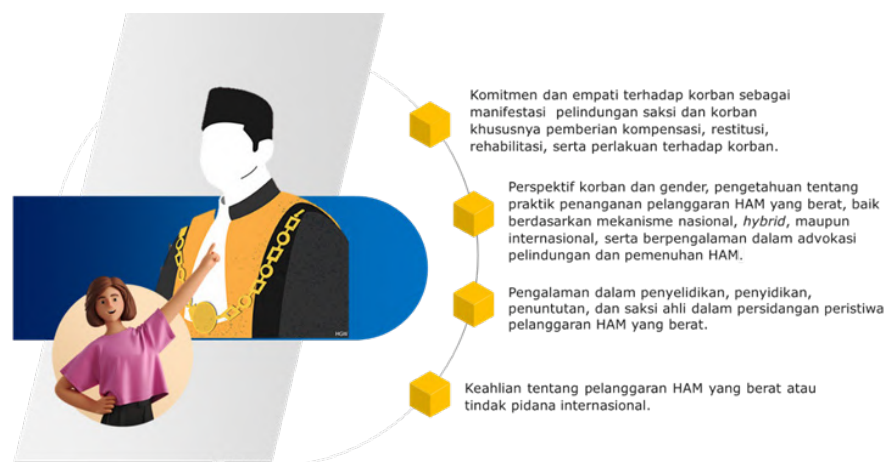 Komitmen dan empati terhadap korban sebagai
manifestasi pelindungan saksi dan korban
khususnya pemberian kompensasi, restitusi,
rehabilitasi, serta perlakuan terhadap korban.
Perspektif korban dan gender, pengetahuan tentang
praktik penanganan pelanggaran HAM yang berat, baik
berdasarkan mekanisme nasional, hybrid, maupun
internasional, serta berpengalaman dalam advokasi
pelindungan dan pemenuhan HAM.
Pengalaman dalam penyelidikan, penyidikan,
penuntutan, dan saksi ahli dalam persidangan peristiwa
pelanggaran HAM yang berat.
Keahlian tentang pelanggaran HAM yang berat atau
tindak pidana internasional.